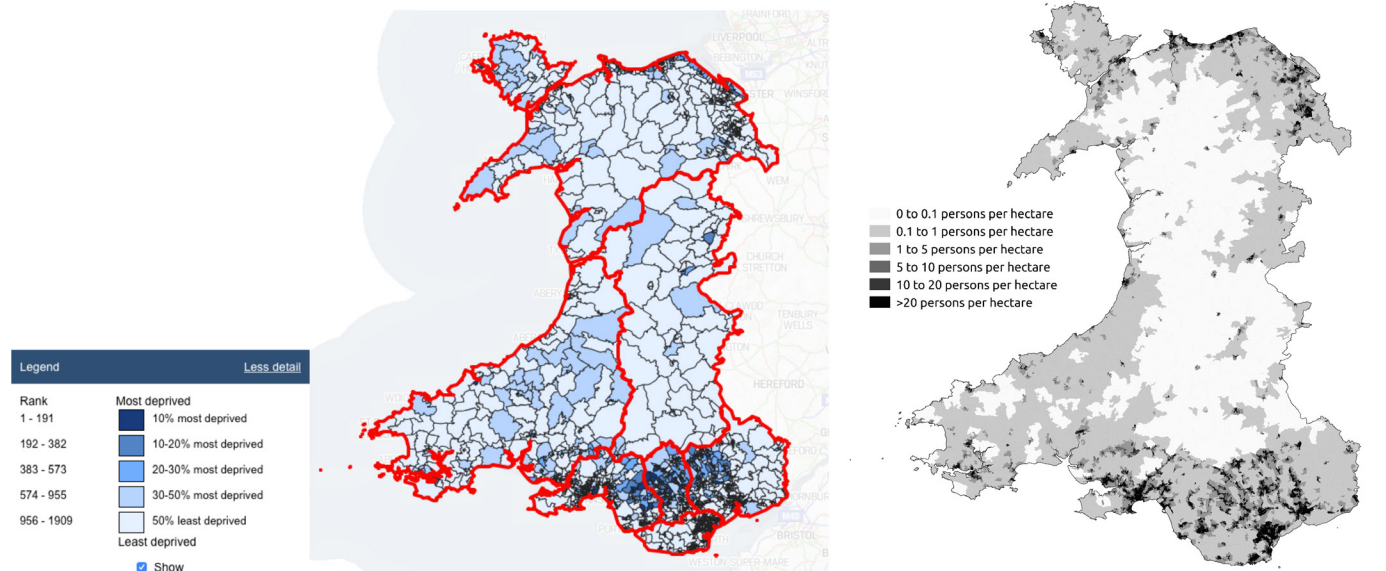 LIVERPOOL
BEBINGTON
M53
WINSFOR
WEM
SHREWSBURY
CHURCH
STRETTON
TENBURY
WELLS
HEREFORD
BRISTOL
WESTON-SUPER-MARE
Legend Less detail
Rank Most deprived
1 - 191 10% most deprived
192 - 382 10-20% most deprived
383 - 573 20-30% most deprived
574 - 955 30-50% most deprived
956 - 1909 50% least deprived
Least deprived
Show
0 to 0.1 persons per hectare
0.1 to 1 persons per hectare
1 to 5 persons per hectare
5 to 10 persons per hectare
10 to 20 persons per hectare
>20 persons per hectare